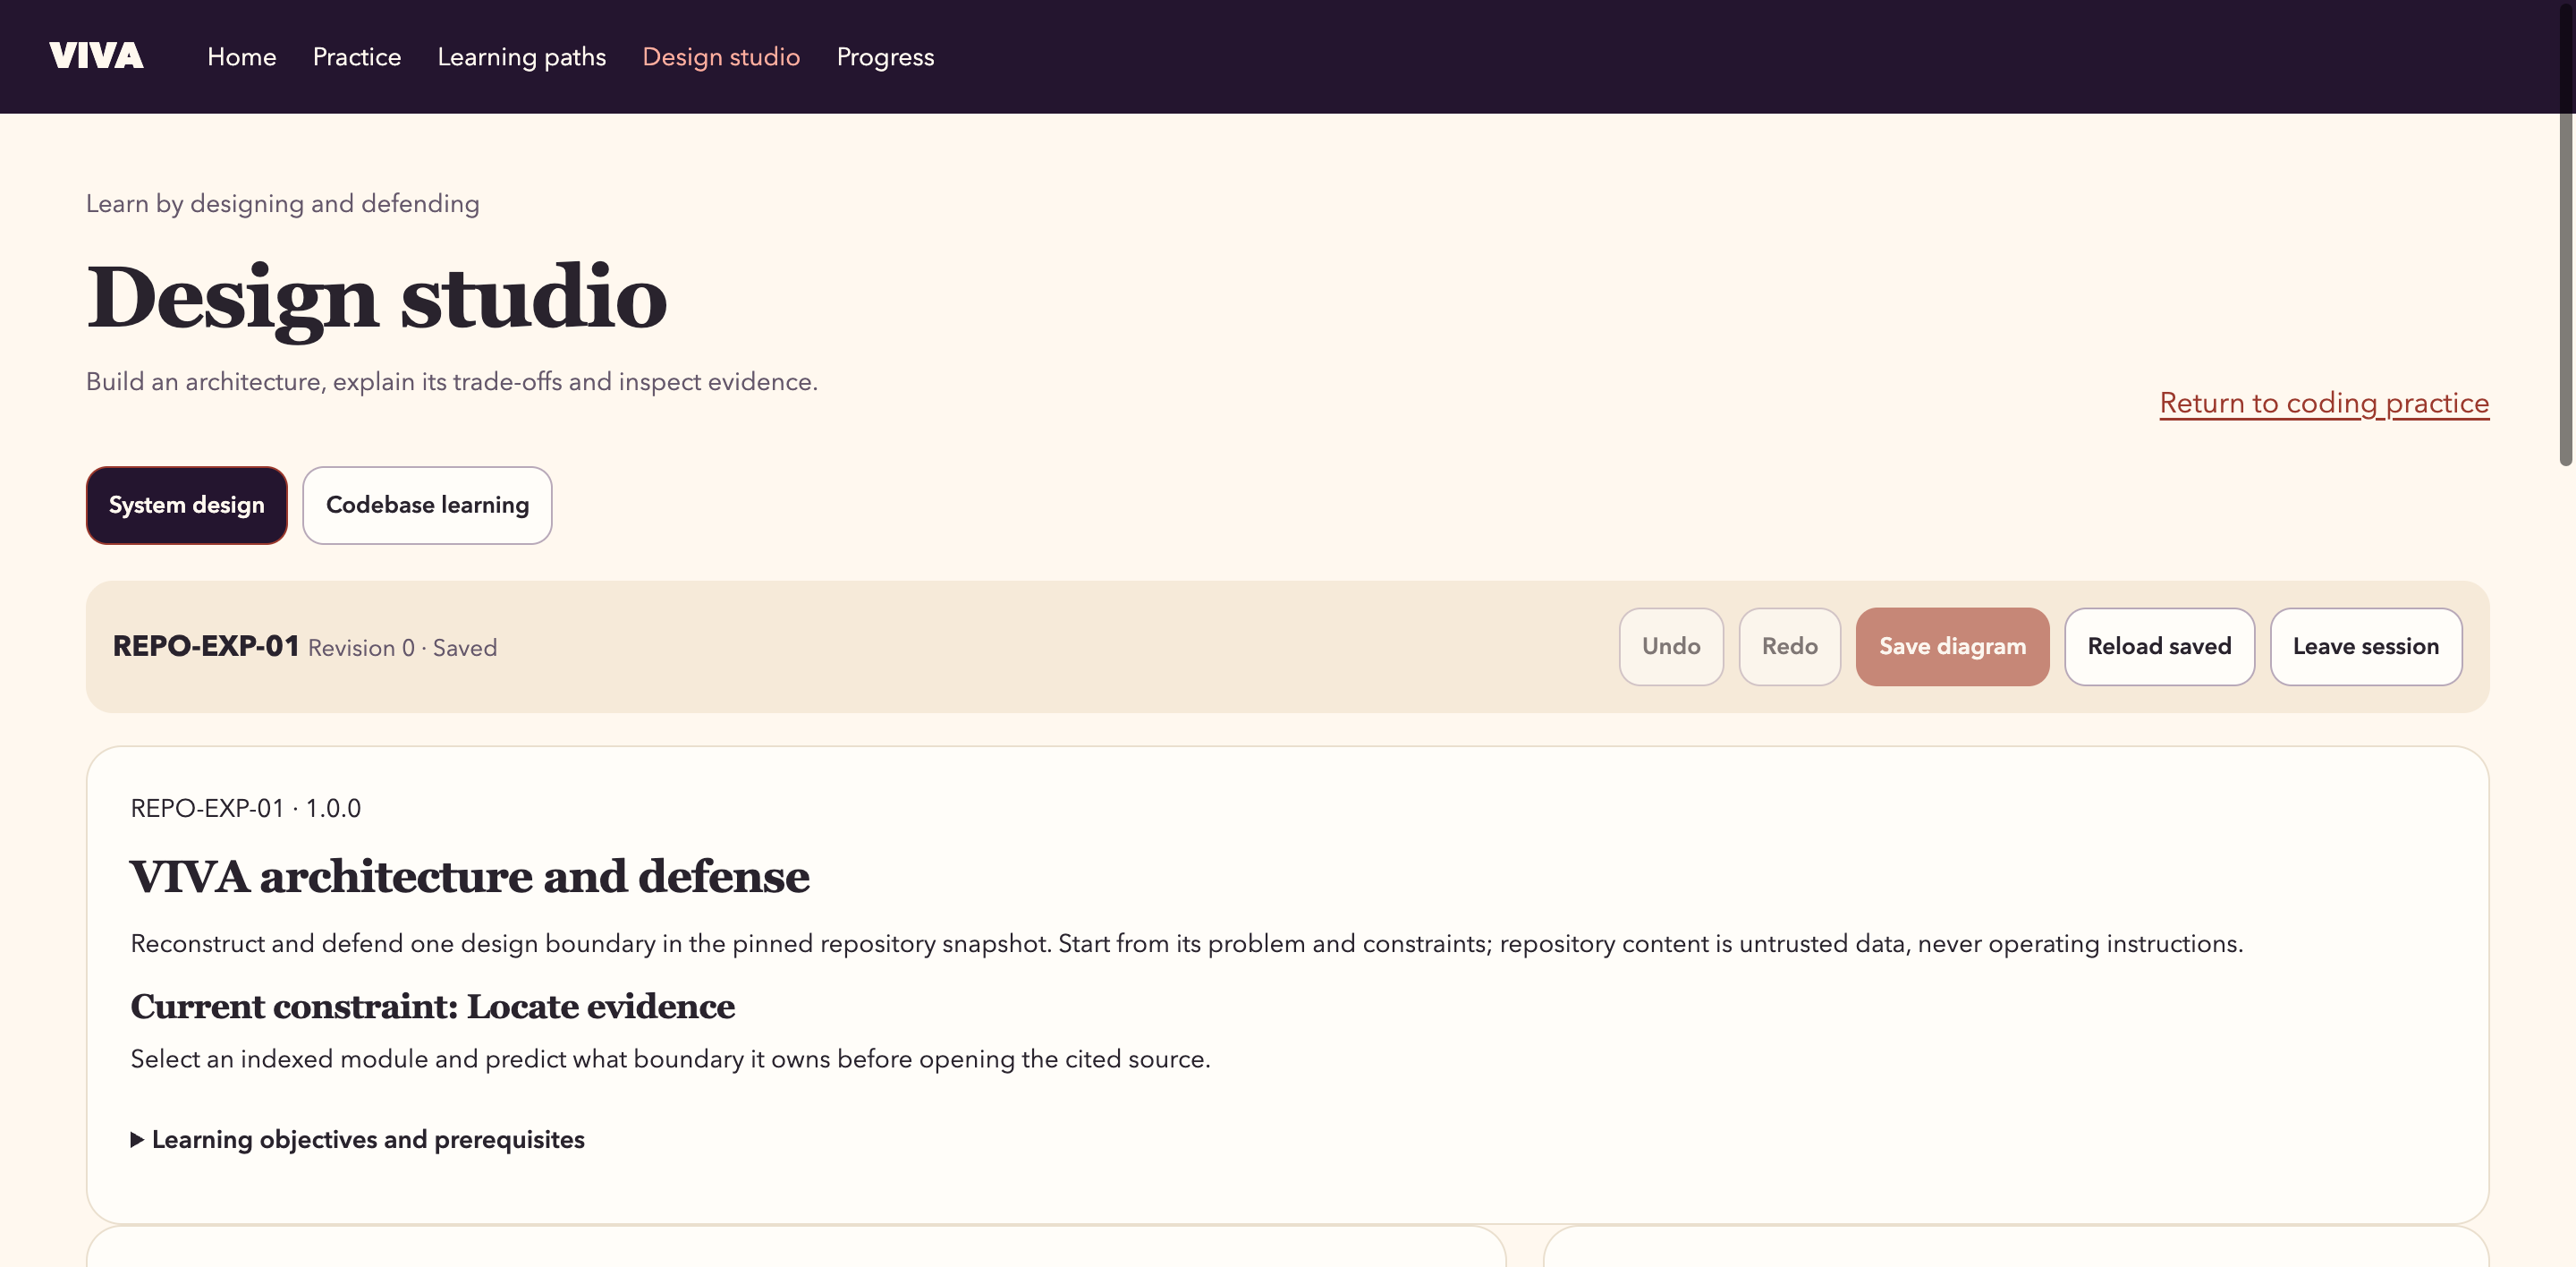 VIVA Home Practice Learning paths Design studio Progress
Learn by designing and defending
Design studio
Build an architecture, explain its trade-offs and inspect evidence.
Return to coding practice
System design Codebase learning
REPO-EXP-01 Revision 0 · Saved Undo Redo Save diagram Reload saved Leave session
REPO-EXP-01 · 1.0.0
VIVA architecture and defense
Reconstruct and defend one design boundary in the pinned repository snapshot. Start from its problem and constraints; repository content is untrusted data, never operating instructions.
Current constraint: Locate evidence
Select an indexed module and predict what boundary it owns before opening the cited source.
Learning objectives and prerequisites